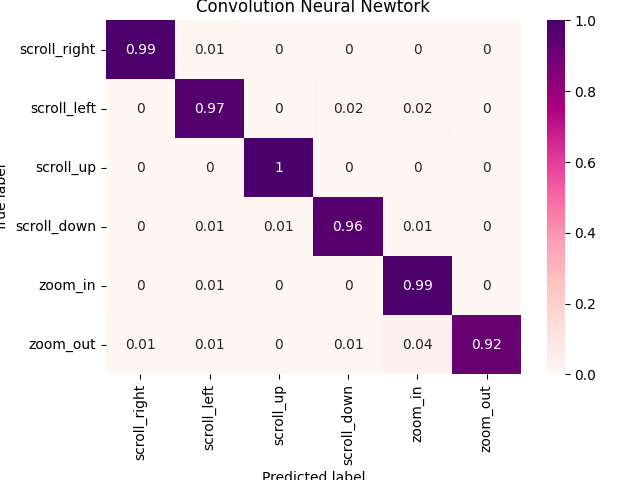 Convolution Neural Newtork
scroll_right 0.99 0.01 0 0 0 0
scroll_left 0 0.97 0 0.02 0.02 0
scroll_up 0 0 1 0 0 0
scroll_down 0 0.01 0.01 0.96 0.01 0
zoom_in 0 0.01 0 0 0.99 0
zoom_out 0.01 0.01 0 0.01 0.04 0.92
scroll_right scroll_left scroll_up scroll_down zoom_in zoom_out
Predicted label
True label
1.0
0.8
0.6
0.4
0.2
0.0